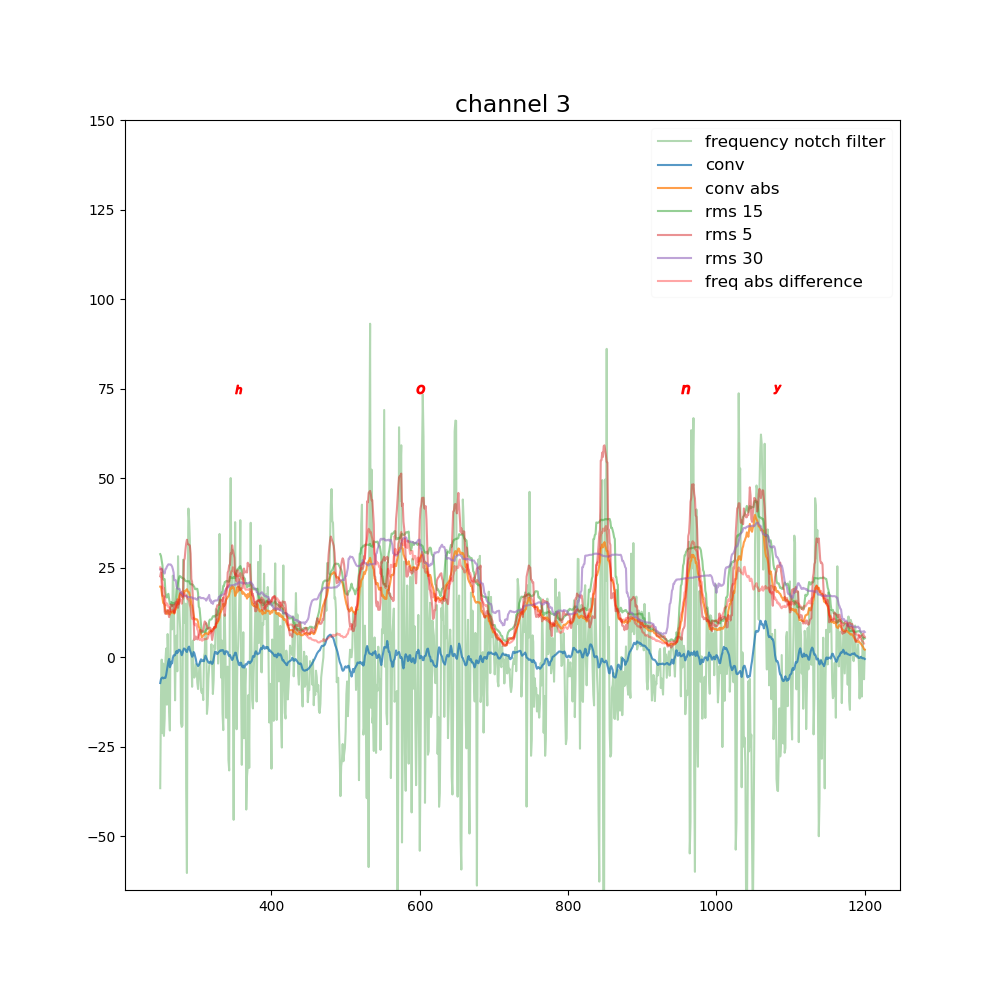 channel 3
150
125
100
75
50
25
0
−25
−50
frequency notch filter
conv
conv abs
rms 15
rms 5
rms 30
freq abs difference
h o n y
400 600 800 1000 1200